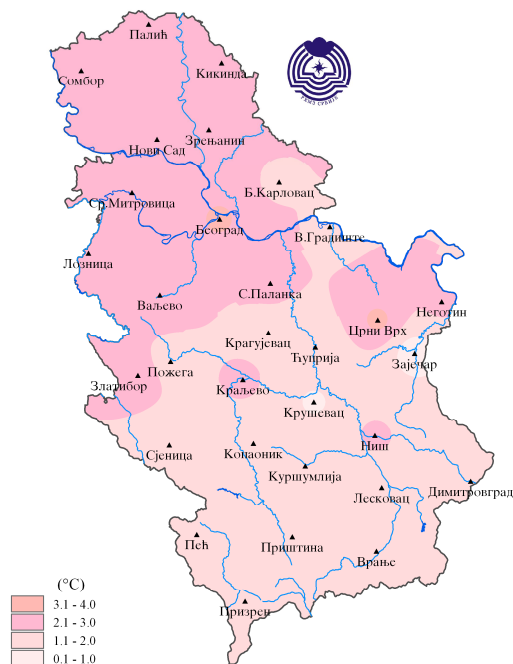 Палић
Кикинда
Сомбор
Зрењанин
Нови Сад
Б.Карловац
Ср.Митровица
Београд
В.Градиште
Лозница
С.Паланка
Ваљево
Неготин
Црни Врх
Крагујевац
Ћуприја
Зајечар
Пожега
Златибор
Краљево
Крушевац
Ниш
Сјеница
Копаоник
Куршумлија
Лесковац
Димитровград
Пећ
Приштина
Врање
Призрен
РХМЗ СРБИЈЕ
(°C)
3.1 - 4.0
2.1 - 3.0
1.1 - 2.0
0.1 - 1.0